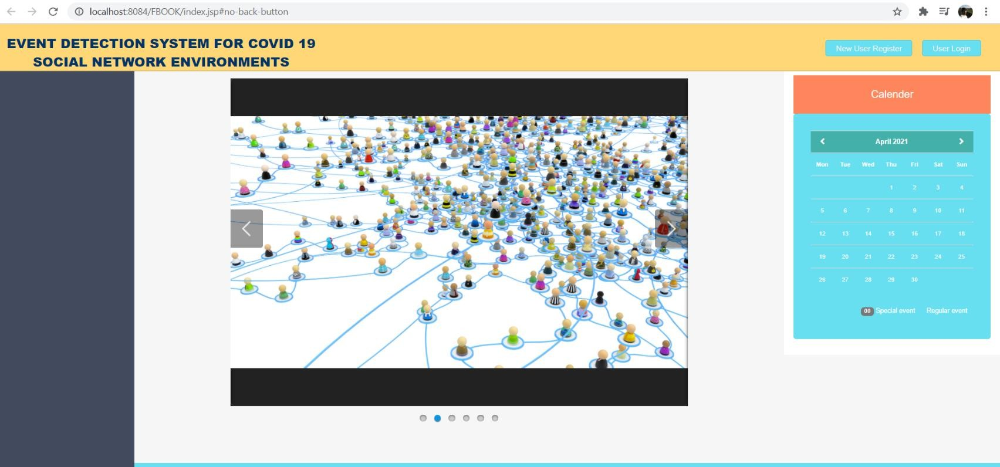 localhost:8084/FBOOK/index.jsp#no-back-button
EVENT DETECTION SYSTEM FOR COVID 19
SOCIAL NETWORK ENVIRONMENTS
New User Register
User Login
Calender
April 2021
Mon Tue Wed Thu Fri Sat Sun
1 2 3 4
5 6 7 8 9 10 11
12 13 14 15 16 17 18
19 20 21 22 23 24 25
26 27 28 29 30
00 Special event Regular event